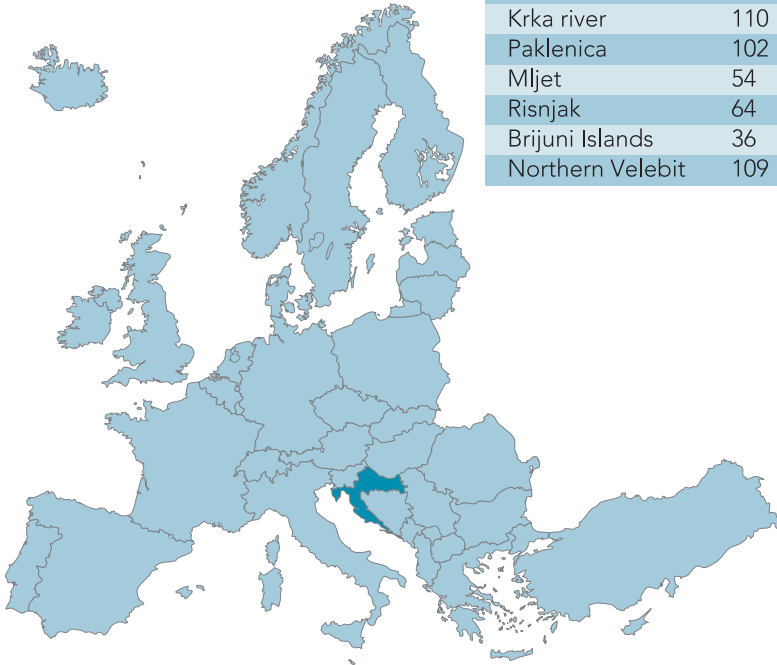 Krka river 110
Paklenica 102
Mljet 54
Risnjak 64
Brijuni Islands 36
Northern Velebit 109